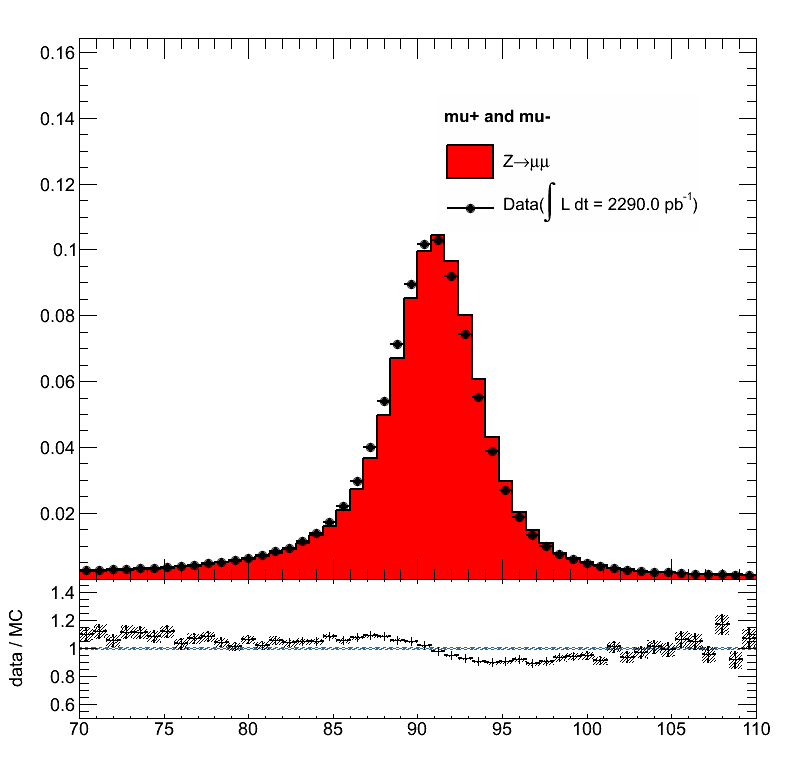 0.16
0.14
mu+ and mu-
Z→μμ
0.12
Data(∫ L dt = 2290.0 pb⁻¹)
0.1
0.08
0.06
0.04
0.02
1.4
1.2
1
0.8
0.6
data / MC
70 75 80 85 90 95 100 105 110